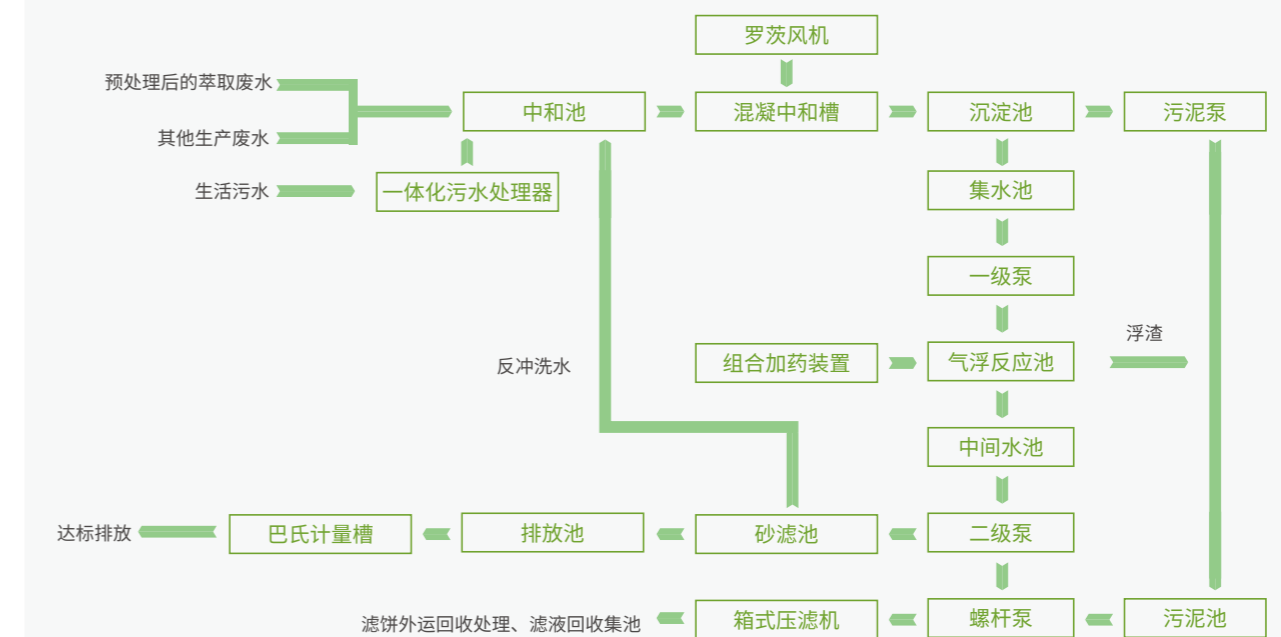 罗茨风机
预处理后的萃取废水
其他生产废水
中和池
混凝中和槽
沉淀池
污泥泵
生活污水
一体化污水处理器
集水池
一级泵
浮渣
反冲洗水
组合加药装置
气浮反应池
中间水池
达标排放
巴氏计量槽
排放池
砂滤池
二级泵
滤饼外运回收处理、滤液回收集池
箱式压滤机
螺杆泵
污泥池